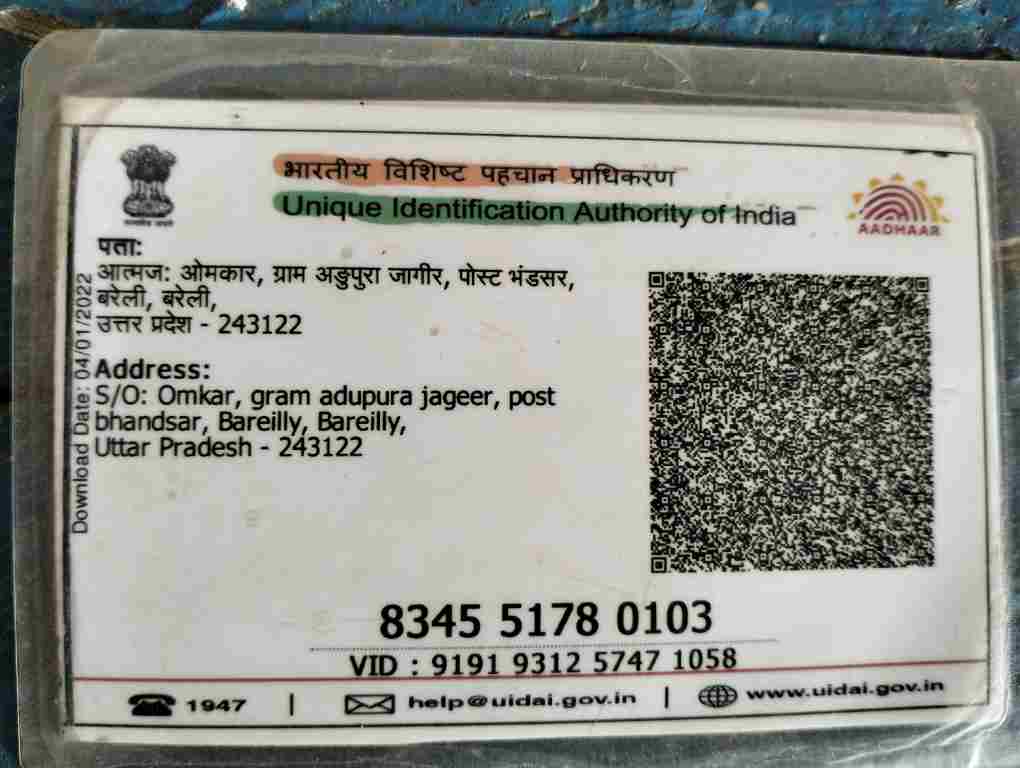 भारतीय विशिष्ट पहचान प्राधिकरण
Unique Identification Authority of India
AADHAAR
पता:
आत्मज: ओमकार, ग्राम अड्डुपुरा जागीर, पोस्ट भंडसर,
बरेली, बरेली,
उत्तर प्रदेश - 243122
Address:
S/O: Omkar, gram adupura jageer, post
bhandsar, Bareilly, Bareilly,
Uttar Pradesh - 243122
Download Date: 04/01/2022
8345 5178 0103
VID : 9191 9312 5747 1058
1947 | help@uidai.gov.in | www.uidai.gov.in